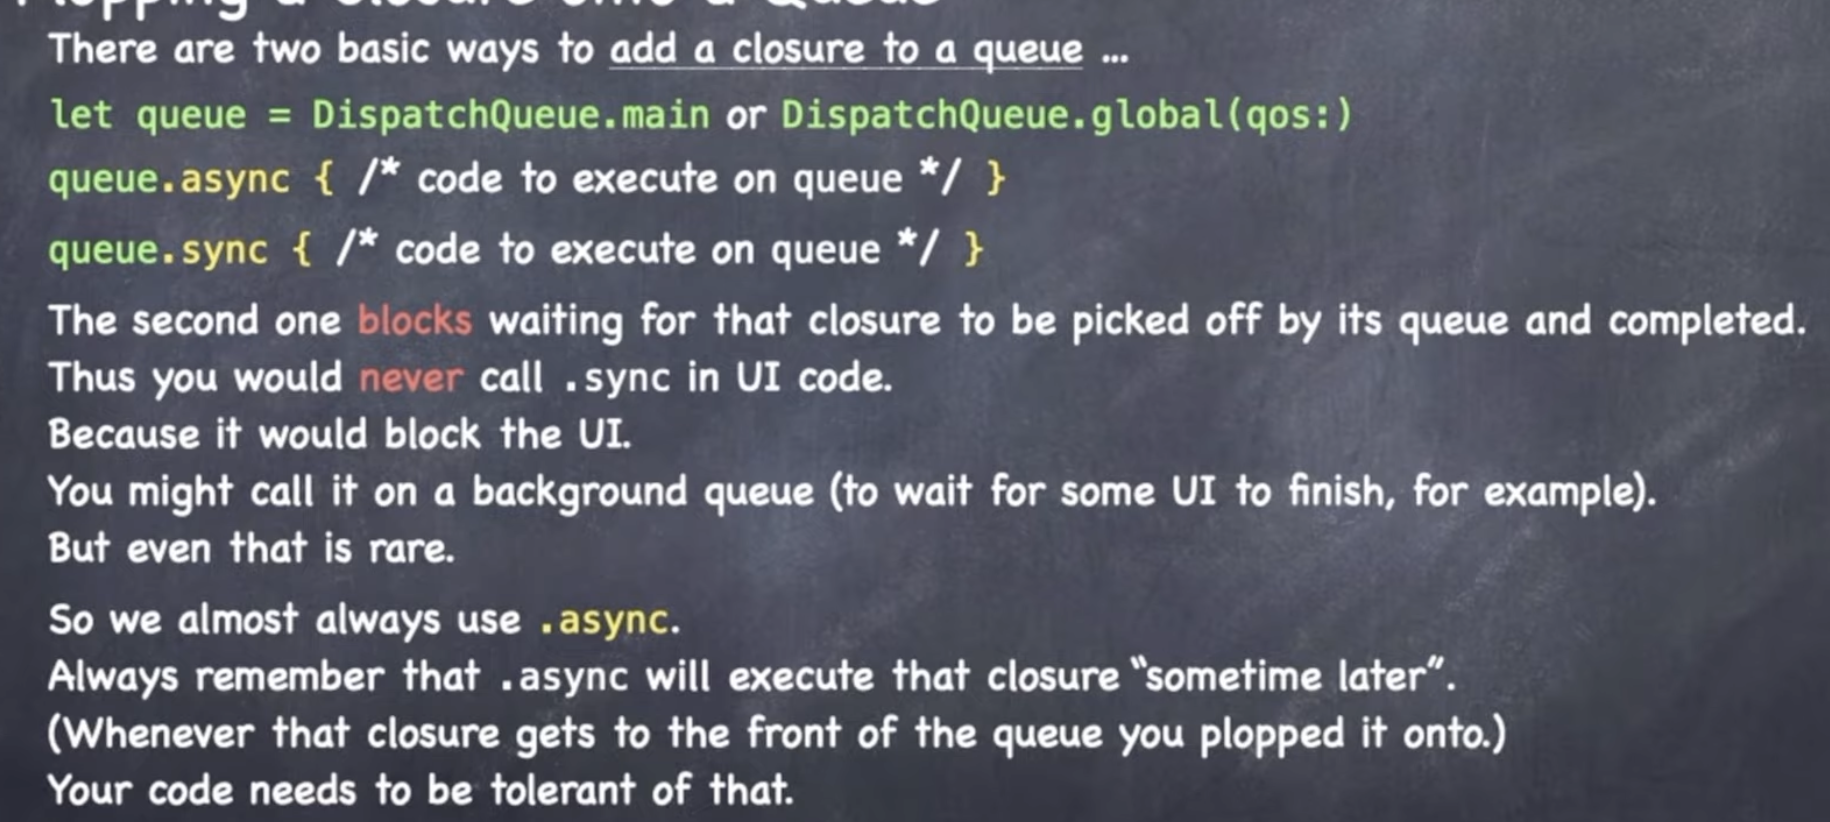 Plopping a Closure onto a Queue
There are two basic ways to add a closure to a queue ...
let queue = DispatchQueue.main or DispatchQueue.global(qos:)
queue.async { /* code to execute on queue */ }
queue.sync { /* code to execute on queue */ }
The second one blocks waiting for that closure to be picked off by its queue and completed.
Thus you would never call .sync in UI code.
Because it would block the UI.
You might call it on a background queue (to wait for some UI to finish, for example).
But even that is rare.
So we almost always use .async.
Always remember that .async will execute that closure “sometime later”.
(Whenever that closure gets to the front of the queue you plopped it onto.)
Your code needs to be tolerant of that.